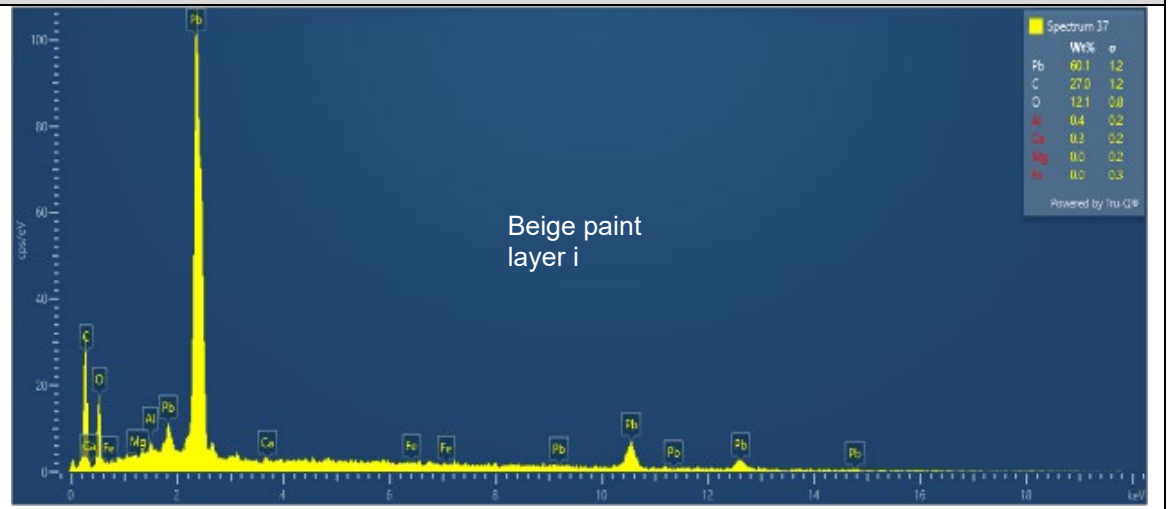 Pb
100
Spectrum 37
Wt% σ
Pb 60.1 1.2
C 27.0 1.2
O 12.1 0.8
Al 0.4 0.2
Ca 0.3 0.2
Mg 0.0 0.2
Fe 0.0 0.3
Powered by Tru-Q®
80
cps/eV
60
Beige paint
layer i
40
C
O
20
Al Pb
Ca Fe Mg Ca Fe Fe Pb Pb Pb Pb Pb
0
0 2 4 6 8 10 12 14 16 18 keV